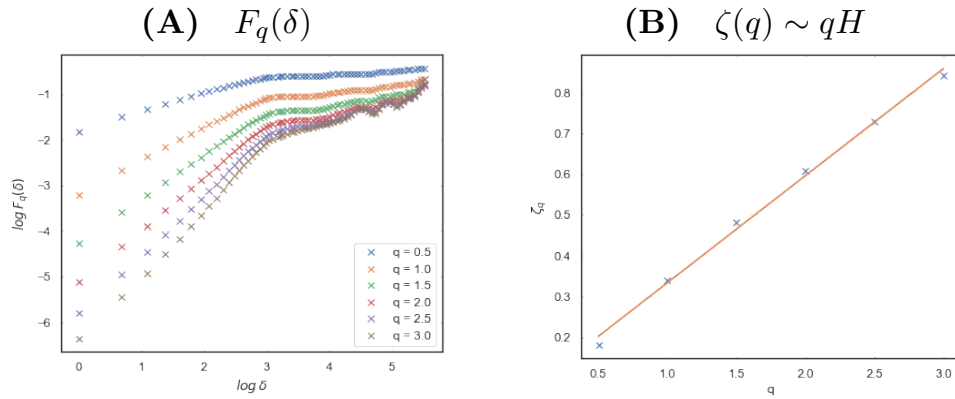 (A) F_q(δ)
(B) ζ(q) ∼ qH
log F_q(δ)
−1
−2
−3
−4
−5
−6
0
1
2
3
4
5
log δ
q = 0.5
q = 1.0
q = 1.5
q = 2.0
q = 2.5
q = 3.0
ζ_q
0.8
0.7
0.6
0.5
0.4
0.3
0.2
0.5
1.0
1.5
2.0
2.5
3.0
q